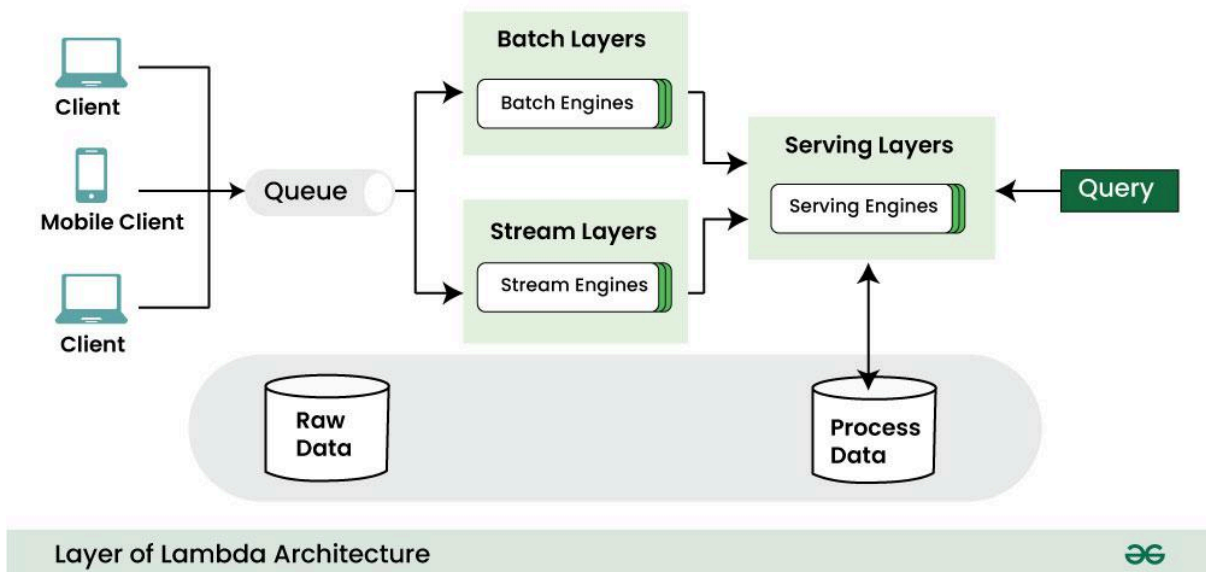 Client
Mobile Client
Client
Queue
Batch Layers
Batch Engines
Stream Layers
Stream Engines
Serving Layers
Serving Engines
Query
Raw
Data
Process
Data
Layer of Lambda Architecture